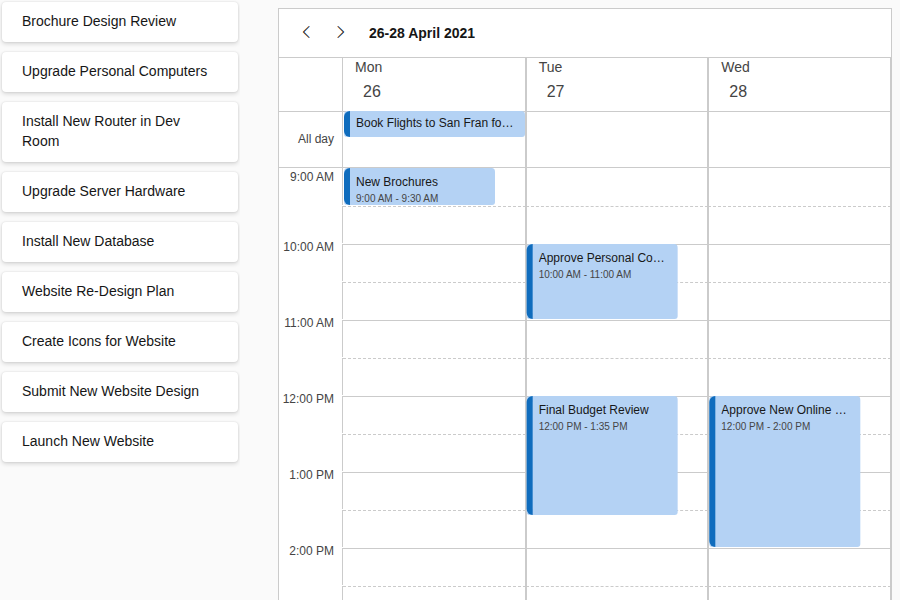 Brochure Design Review
Upgrade Personal Computers
Install New Router in Dev
Room
Upgrade Server Hardware
Install New Database
Website Re-Design Plan
Create Icons for Website
Submit New Website Design
Launch New Website
26-28 April 2021
Mon
26
Tue
27
Wed
28
All day
Book Flights to San Fran fo…
9:00 AM
New Brochures
9:00 AM - 9:30 AM
10:00 AM
Approve Personal Co…
10:00 AM - 11:00 AM
11:00 AM
12:00 PM
Final Budget Review
12:00 PM - 1:35 PM
Approve New Online …
12:00 PM - 2:00 PM
1:00 PM
2:00 PM